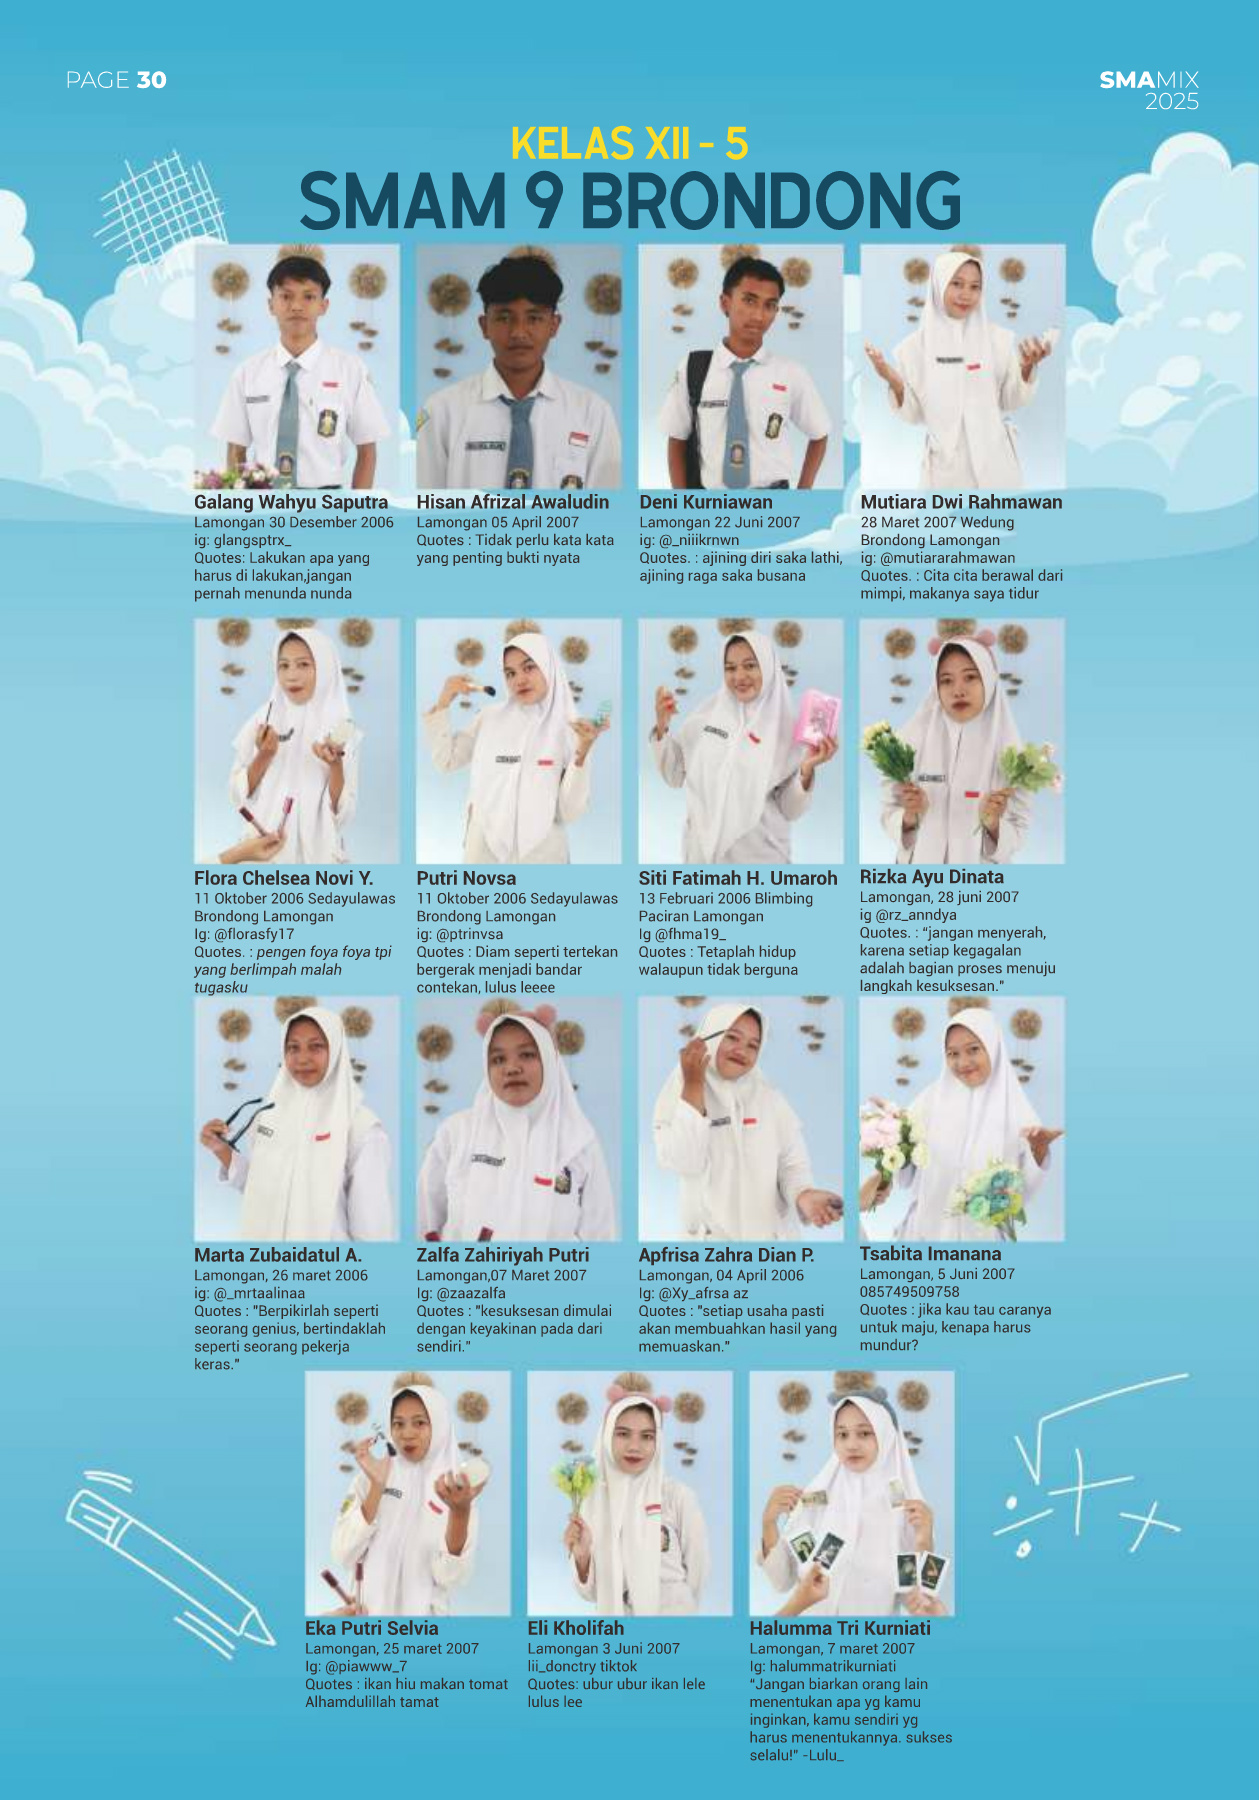 PAGE 30
SMAMIX
2025
KELAS XII - 5
SMAM 9 BRONDONG
Galang Wahyu Saputra
Lamongan 30 Desember 2006
ig: glangsptrx_
Quotes: Lakukan apa yang
harus di lakukan,jangan
pernah menunda nunda
Hisan Afrizal Awaludin
Lamongan 05 April 2007
Quotes : Tidak perlu kata kata
yang penting bukti nyata
Deni Kurniawan
Lamongan 22 Juni 2007
ig: @_niiikrnwn
Quotes. : ajining diri saka lathi,
ajining raga saka busana
Mutiara Dwi Rahmawan
28 Maret 2007 Wedung
Brondong Lamongan
ig: @mutiararahmawan
Quotes. : Cita cita berawal dari
mimpi, makanya saya tidur
Flora Chelsea Novi Y.
11 Oktober 2006 Sedayulawas
Brondong Lamongan
Ig: @florasfy17
Quotes. : pengen foya foya tpi
yang berlimpah malah
tugasku
Putri Novsa
11 Oktober 2006 Sedayulawas
Brondong Lamongan
ig: @ptrinvsa
Quotes : Diam seperti tertekan
bergerak menjadi bandar
contekan, lulus leeee
Siti Fatimah H. Umaroh
13 Februari 2006 Blimbing
Paciran Lamongan
Ig @fhma19_
Quotes : Tetaplah hidup
walaupun tidak berguna
Rizka Ayu Dinata
Lamongan, 28 juni 2007
ig @rz_anndya
Quotes. : “jangan menyerah,
karena setiap kegagalan
adalah bagian proses menuju
langkah kesuksesan."
Marta Zubaidatul A.
Lamongan, 26 maret 2006
ig: @_mrtaalinaa
Quotes : "Berpikirlah seperti
seorang genius, bertindaklah
seperti seorang pekerja
keras."
Zalfa Zahiriyah Putri
Lamongan,07 Maret 2007
Ig: @zaazalfa
Quotes : "kesuksesan dimulai
dengan keyakinan pada dari
sendiri."
Apfrisa Zahra Dian P.
Lamongan, 04 April 2006
Ig: @Xy_afrsa az
Quotes : "setiap usaha pasti
akan membuahkan hasil yang
memuaskan."
Tsabita Imanana
Lamongan, 5 Juni 2007
085749509758
Quotes : jika kau tau caranya
untuk maju, kenapa harus
mundur?
Eka Putri Selvia
Lamongan, 25 maret 2007
Ig: @piawww_7
Quotes : ikan hiu makan tomat
Alhamdulillah tamat
Eli Kholifah
Lamongan 3 Juni 2007
lii_donctry tiktok
Quotes: ubur ubur ikan lele
lulus lee
Halumma Tri Kurniati
Lamongan, 7 maret 2007
Ig: halummatrikurniati
“Jangan biarkan orang lain
menentukan apa yg kamu
inginkan, kamu sendiri yg
harus menentukannya. sukses
selalu!" -Lulu_